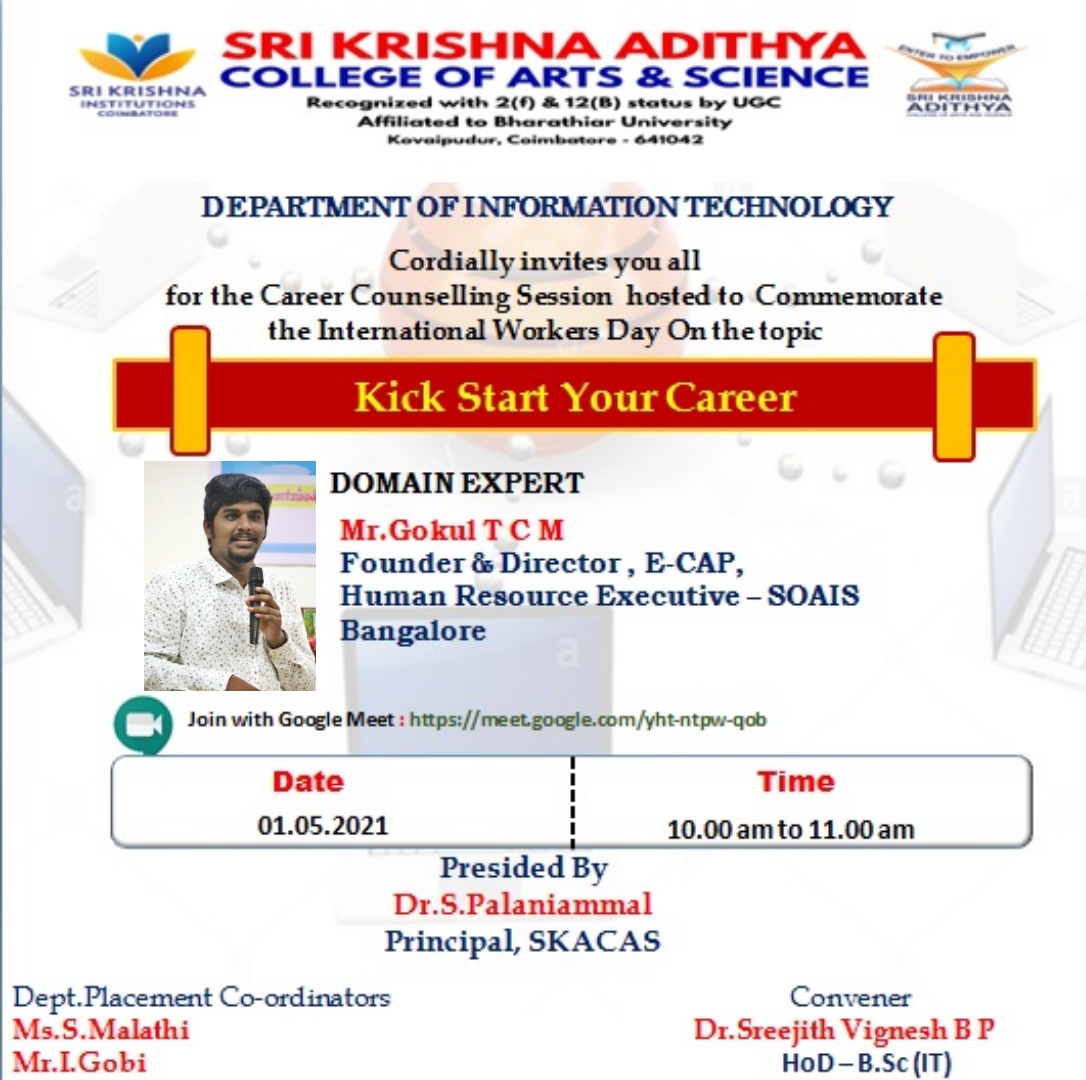 SRI KRISHNA
INSTITUTIONS
COIMBATORE
SRI KRISHNA ADITHYA
COLLEGE OF ARTS & SCIENCE
Recognized with 2(f) & 12(B) status by UGC
Affiliated to Bharathiar University
Kovaipudur, Coimbatore - 641042
ENTER TO EMPOWER
SRI KRISHNA
ADITHYA
COLLEGE OF ARTS AND SCIENCE
DEPARTMENT OF INFORMATION TECHNOLOGY
Cordially invites you all
for the Career Counselling Session hosted to Commemorate
the International Workers Day On the topic
Kick Start Your Career
DOMAIN EXPERT
Mr.Gokul T C M
Founder & Director , E-CAP,
Human Resource Executive – SOAIS
Bangalore
Join with Google Meet : https://meet.google.com/yht-ntpw-qob
Date
Time
01.05.2021
10.00 am to 11.00 am
Presided By
Dr.S.Palaniammal
Principal, SKACAS
Dept.Placement Co-ordinators
Ms.S.Malathi
Mr.I.Gobi
Convener
Dr.Sreejith Vignesh B P
HoD – B.Sc (IT)